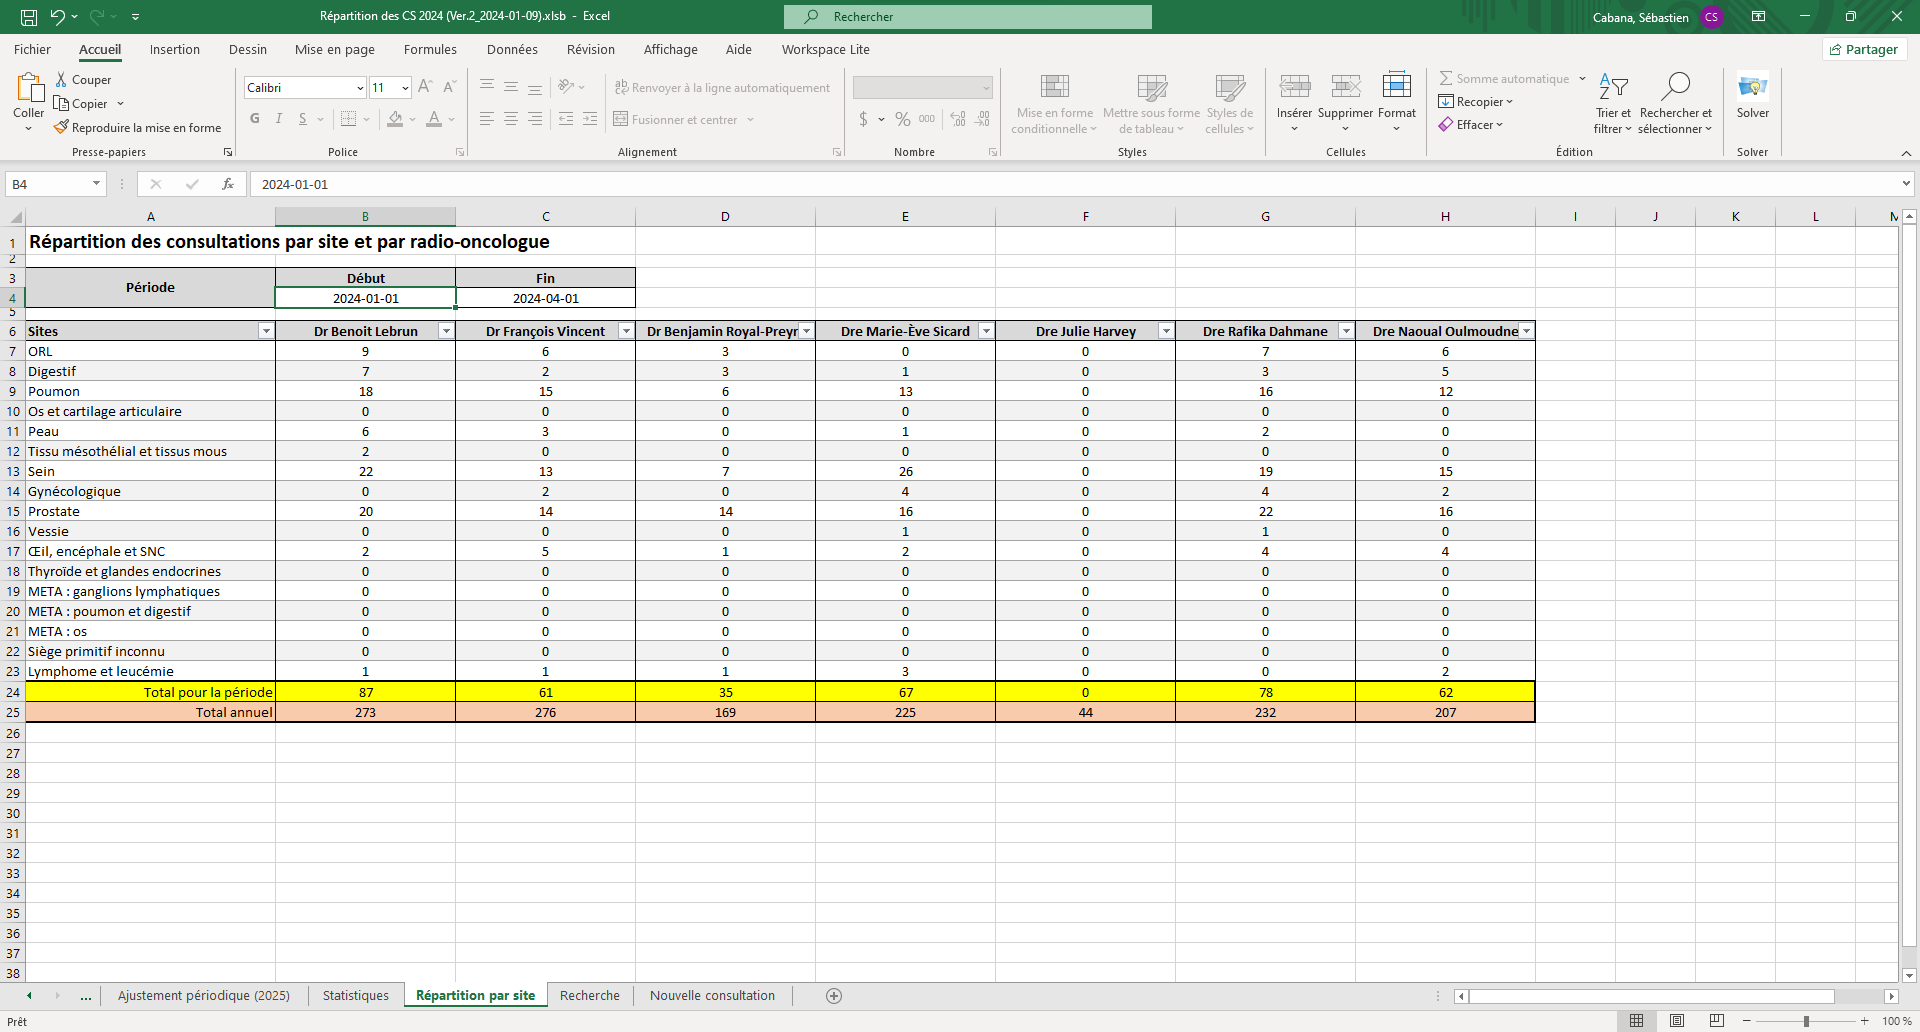 Répartition des CS 2024 (Ver.2_2024-01-09).xlsb - Excel
Rechercher
Cabana, Sébastien
CS
Fichier Accueil Insertion Dessin Mise en page Formules Données Révision Affichage Aide Workspace Lite
Partager
Coller
Couper
Copier
Reproduire la mise en forme
Presse-papiers
Calibri 11
G I S
Police
Renvoyer à la ligne automatiquement
Fusionner et centrer
Alignement
$ % 000
Nombre
Mise en forme conditionnelle
Mettre sous forme de tableau
Styles de cellules
Styles
Insérer Supprimer Format
Cellules
Somme automatique
Recopier
Effacer
Trier et filtrer
Rechercher et sélectionner
Édition
Solver
Solver
B4 fx 2024-01-01
A B C D E F G H I J K L M
1 Répartition des consultations par site et par radio-oncologue
2
3 Période Début Fin
4 2024-01-01 2024-04-01
5
6 Sites Dr Benoit Lebrun Dr François Vincent Dr Benjamin Royal-Preyr Dre Marie-Ève Sicard Dre Julie Harvey Dre Rafika Dahmane Dre Naoual Oulmoudne
7 ORL 9 6 3 0 0 7 6
8 Digestif 7 2 3 1 0 3 5
9 Poumon 18 15 6 13 0 16 12
10 Os et cartilage articulaire 0 0 0 0 0 0 0
11 Peau 6 3 0 1 0 2 0
12 Tissu mésothélial et tissus mous 2 0 0 0 0 0 0
13 Sein 22 13 7 26 0 19 15
14 Gynécologique 0 2 0 4 0 4 2
15 Prostate 20 14 14 16 0 22 16
16 Vessie 0 0 0 1 0 1 0
17 Œil, encéphale et SNC 2 5 1 2 0 4 4
18 Thyroïde et glandes endocrines 0 0 0 0 0 0 0
19 META : ganglions lymphatiques 0 0 0 0 0 0 0
20 META : poumon et digestif 0 0 0 0 0 0 0
21 META : os 0 0 0 0 0 0 0
22 Siège primitif inconnu 0 0 0 0 0 0 0
23 Lymphome et leucémie 1 1 1 3 0 0 2
24 Total pour la période 87 61 35 67 0 78 62
25 Total annuel 273 276 169 225 44 232 207
26
27
28
29
30
31
32
33
34
35
36
37
38
... Ajustement périodique (2025) Statistiques Répartition par site Recherche Nouvelle consultation
Prêt
100 %